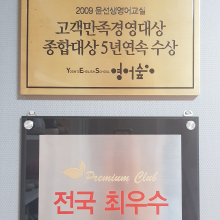 2009 윤선생영어교실
고객만족경영대상
종합대상 5년연속 수상
YOON'S ENGLISH SCHOOL 영어숲
Premium Club
전국 최우수